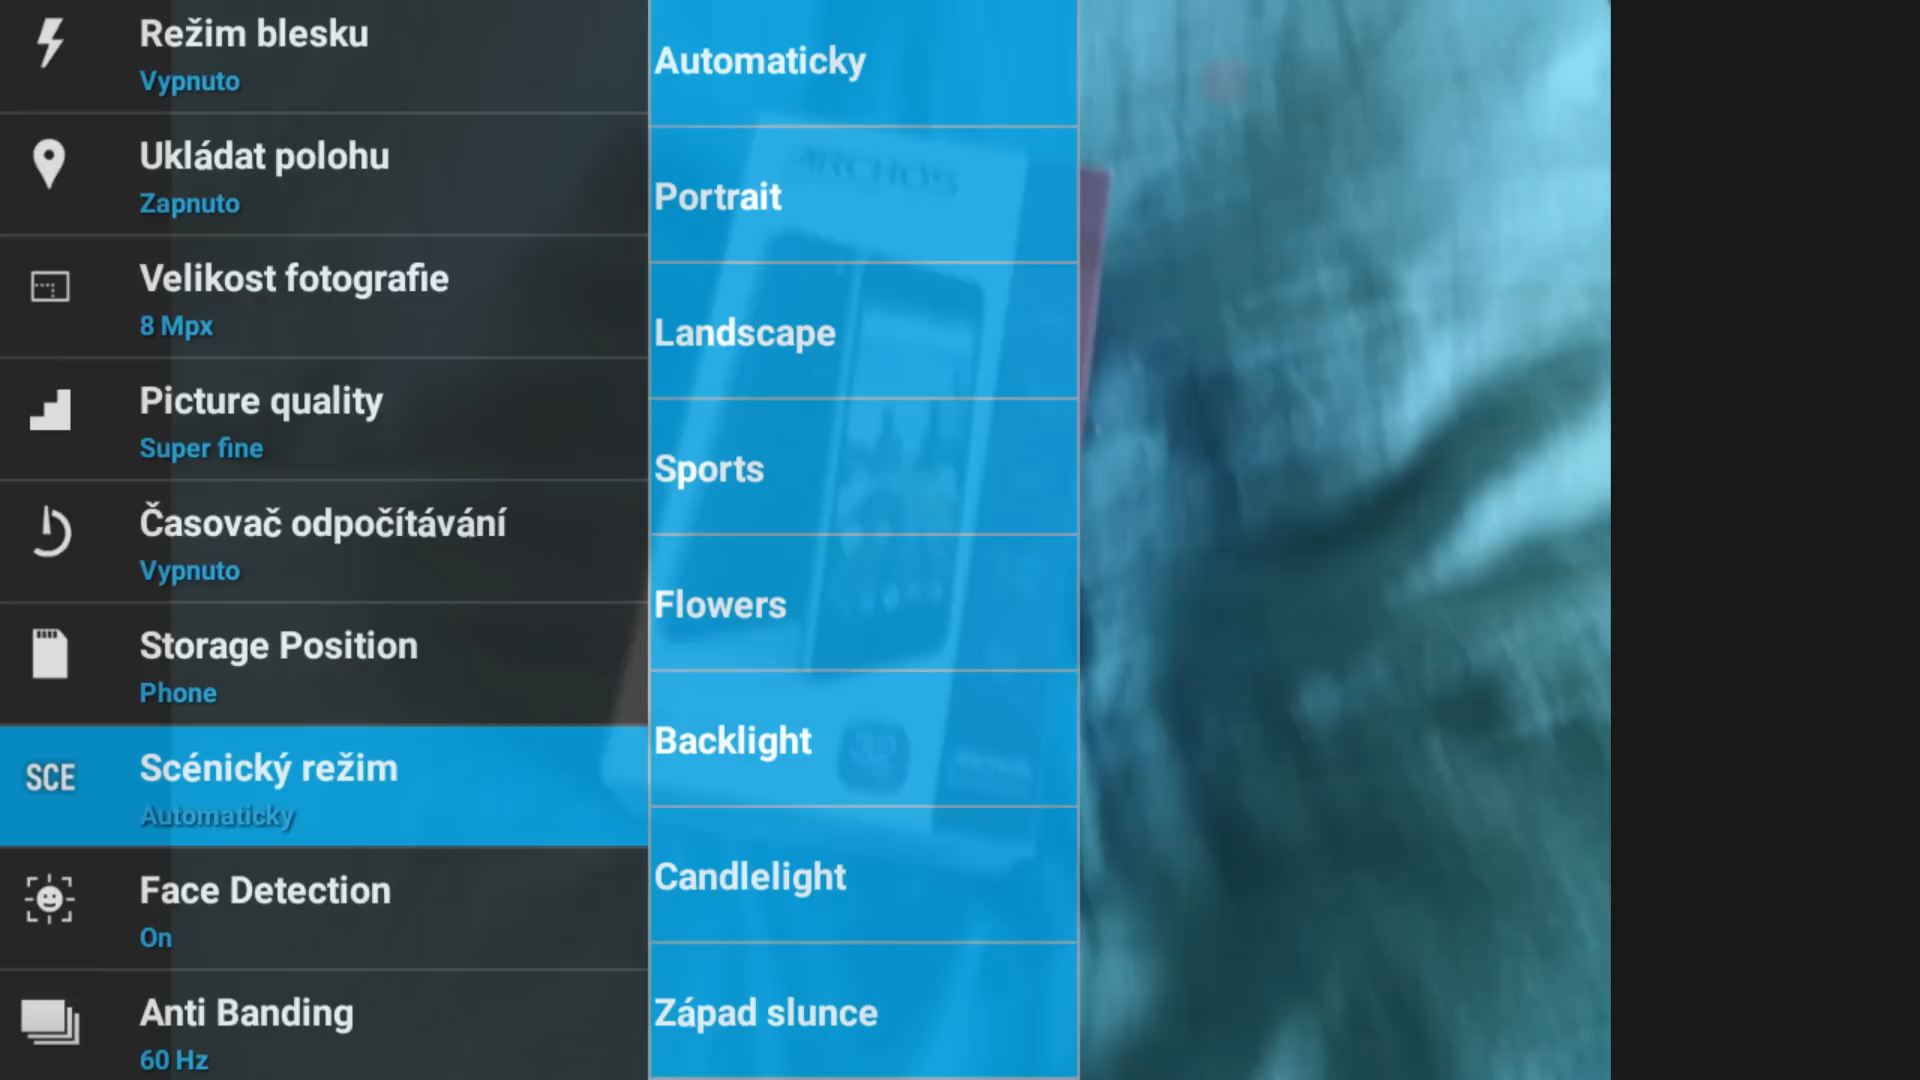 Režim blesku
Vypnuto
Ukládat polohu
Zapnuto
Velikost fotografie
8 Mpx
Picture quality
Super fine
Časovač odpočítávání
Vypnuto
Storage Position
Phone
SCE
Scénický režim
Automaticky
Face Detection
On
Anti Banding
60 Hz
Automaticky
Portrait
Landscape
Sports
Flowers
Backlight
Candlelight
Západ slunce
ARCHOS